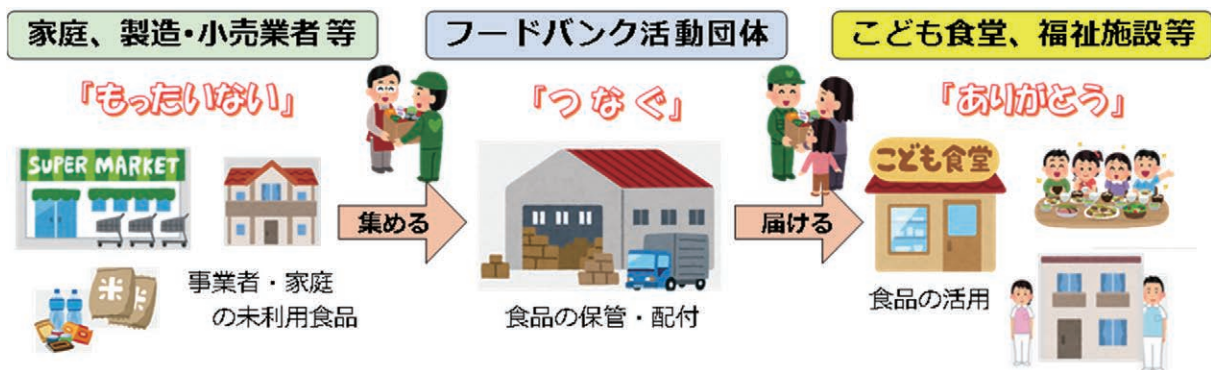 家庭、製造・小売業者等
フードバンク活動団体
こども食堂、福祉施設等
「もったいない」
「つなぐ」
「ありがとう」
SUPER MARKET
こども食堂
集める
届ける
米
米
事業者・家庭
の未利用食品
食品の保管・配付
食品の活用